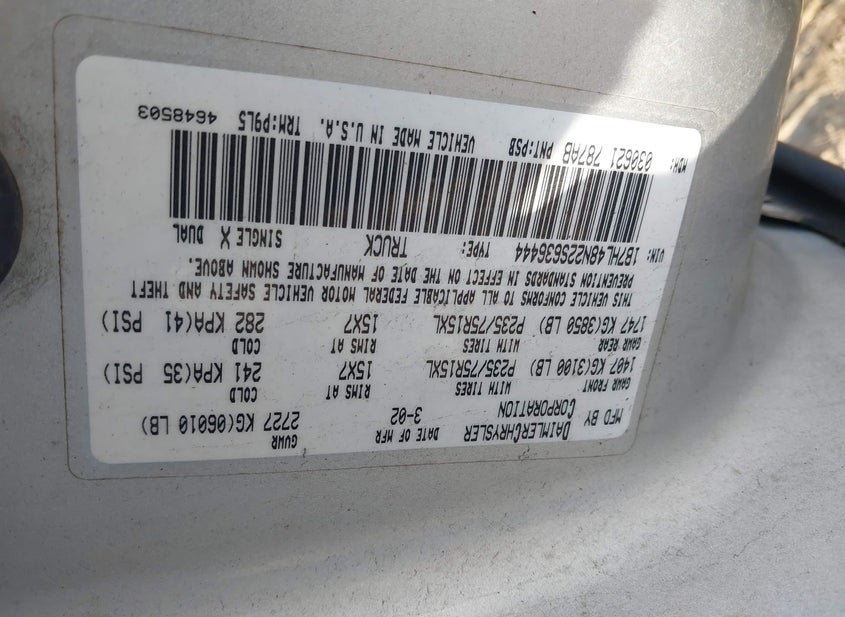 MFD BY DAIMLERCHRYSLER CORPORATION DATE OF MFR 3-02 GVWR 2727 KG(06010 LB)
GAWR FRONT WITH TIRES RIMS AT COLD
1407 KG(3100 LB) P235/75R15XL 15X7 241 KPA(35 PSI)
GAWR REAR WITH TIRES RIMS AT COLD
1747 KG(3850 LB) P235/75R15XL 15X7 282 KPA(41 PSI)
THIS VEHICLE CONFORMS TO ALL APPLICABLE FEDERAL MOTOR VEHICLE SAFETY AND THEFT
PREVENTION STANDARDS IN EFFECT ON THE DATE OF MANUFACTURE SHOWN ABOVE.
VIN: 1B7HL48N22S636444 TYPE: TRUCK SINGLE X DUAL
MDH: 030621 787AB PNT:PSB VEHICLE MADE IN U.S.A. TRM:P9L5 4648503